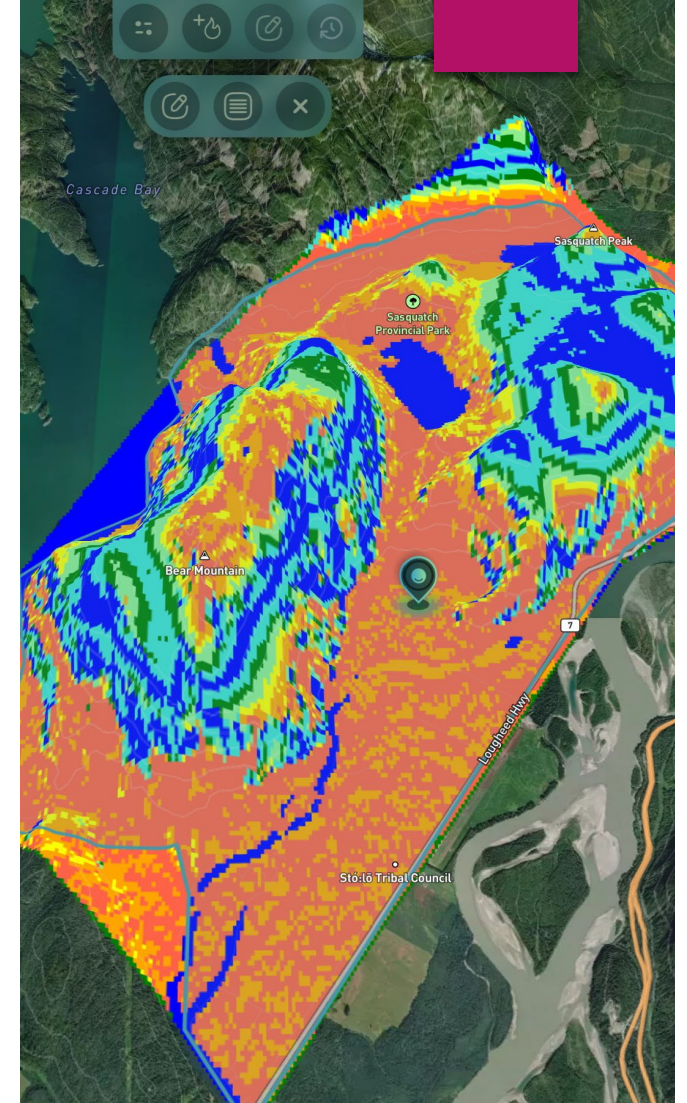 Cascade Bay
Sasquatch Peak
Sasquatch
Provincial Park
Bear Mountain
7
Lougheed Hwy
Stó:lō Tribal Council